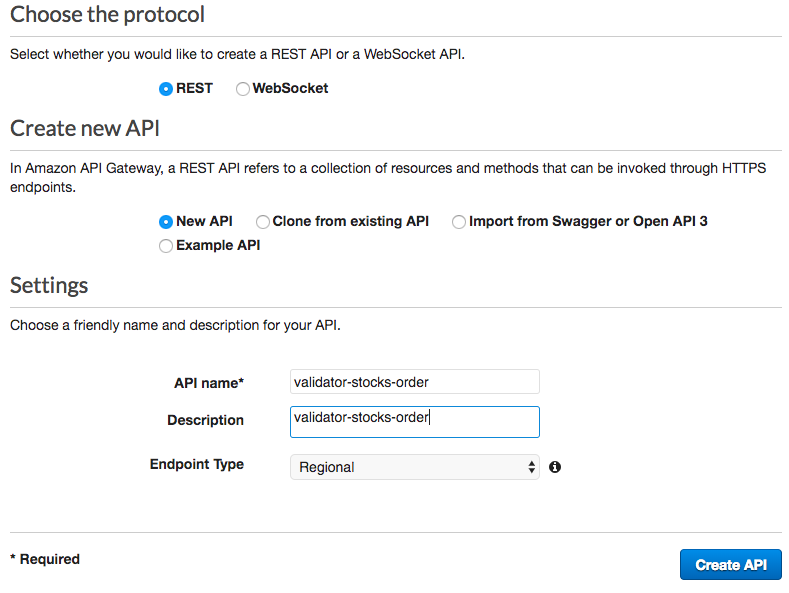 Choose the protocol
Select whether you would like to create a REST API or a WebSocket API.
REST WebSocket
Create new API
In Amazon API Gateway, a REST API refers to a collection of resources and methods that can be invoked through HTTPS
endpoints.
New API Clone from existing API Import from Swagger or Open API 3
Example API
Settings
Choose a friendly name and description for your API.
API name* validator-stocks-order
Description validator-stocks-order
Endpoint Type Regional
* Required Create API